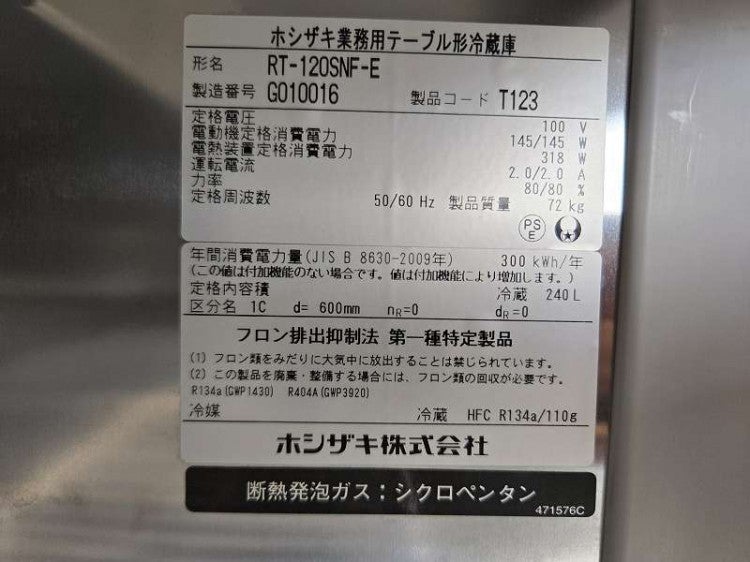 ホシザキ業務用テーブル形冷蔵庫
形名 RT-120SNF-E
製造番号 G010016 製品コード T123
定格電圧 100 V
電動機定格消費電力 145/145 W
電熱装置定格消費電力 318 W
運転電流 2.0/2.0 A
力率 80/80 %
定格周波数 50/60 Hz 製品質量 72 kg
PS
E
年間消費電力量(JIS B 8630-2009年) 300 kWh/年
(この値は付加機能のない場合です。値は付加機能により増加します。)
定格内容積 冷蔵 240 L
区分名 1C d= 600mm nR=0 dR=0
フロン排出抑制法 第一種特定製品
(1) フロン類をみだりに大気中に放出することは禁じられています。
(2) この製品を廃棄・整備する場合には、フロン類の回収が必要です。
R134a(GWP1430) R404A(GWP3920)
冷媒 冷蔵 HFC R134a/110g
ホシザキ株式会社
断熱発泡ガス:シクロペンタン
471576C